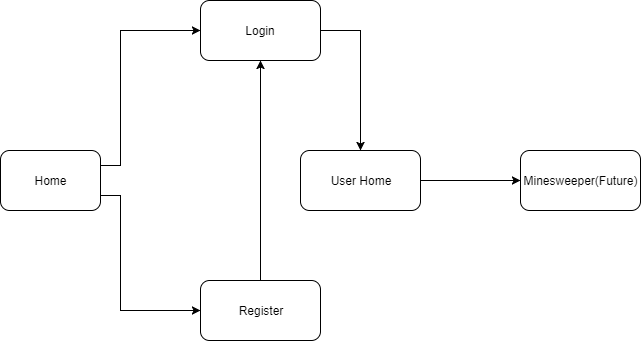 Login
Home
User Home
Minesweeper(Future)
Register